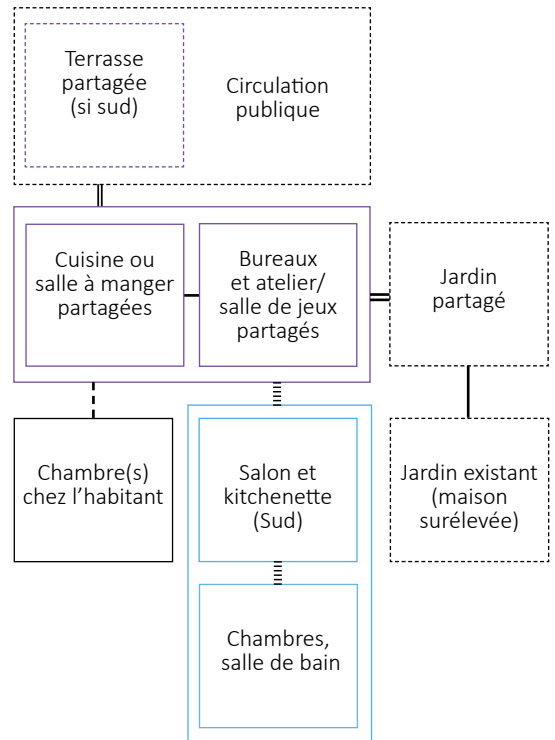 Terrasse
partagée
(si sud)
Circulation
publique
Cuisine ou
salle à manger
partagées
Bureaux
et atelier/
salle de jeux
partagés
Jardin
partagé
Chambre(s)
chez l’habitant
Salon et
kitchenette
(Sud)
Jardin existant
(maison
surélevée)
Chambres,
salle de bain